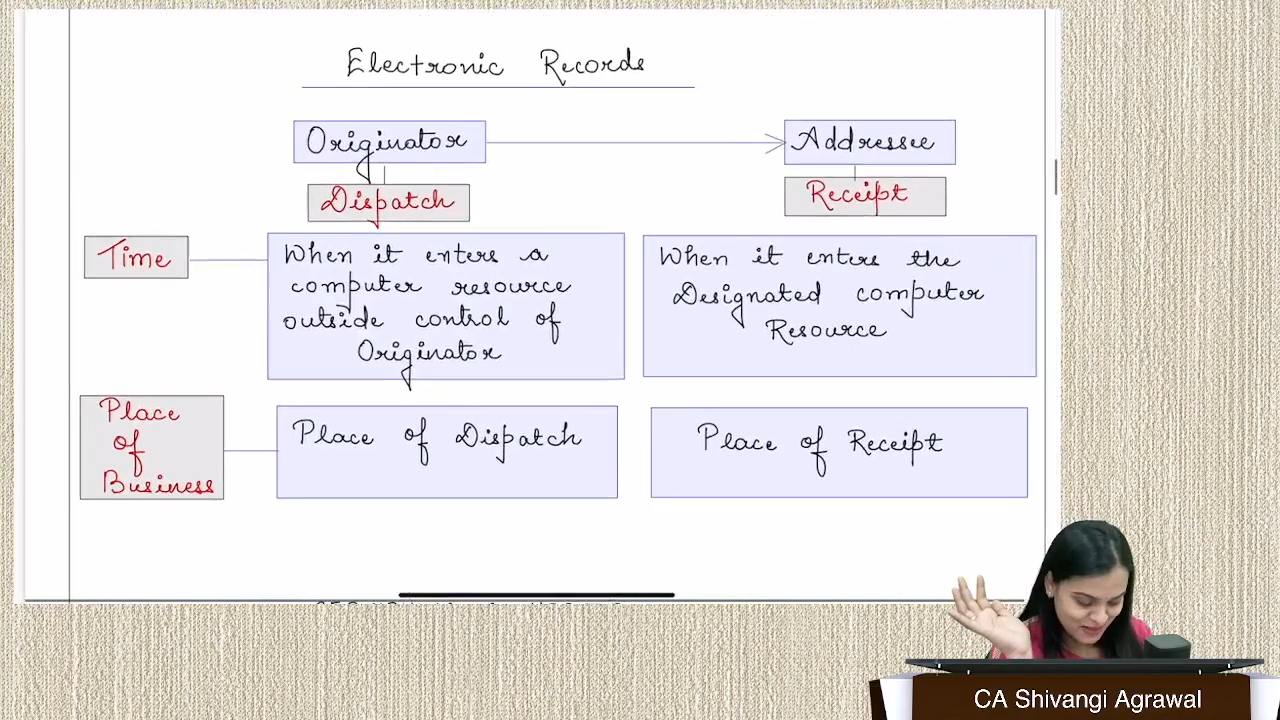 Electronic Records
Originator
Addressee
Dispatch
Receipt
Time
When it enters a
computer resource
outside control of
Originator
When it enters the
Designated computer
Resource
Place
of
Business
Place of Dispatch
Place of Receipt
CA Shivangi Agrawal